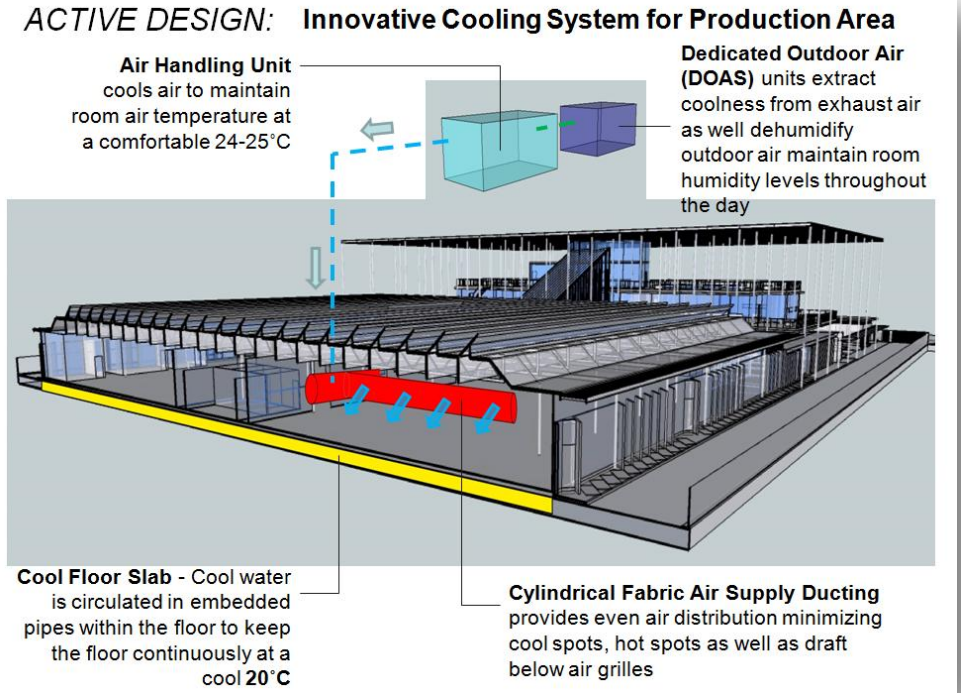 ACTIVE DESIGN: Innovative Cooling System for Production Area
Air Handling Unit
cools air to maintain
room air temperature at
a comfortable 24-25°C
Dedicated Outdoor Air
(DOAS) units extract
coolness from exhaust air
as well dehumidify
outdoor air maintain room
humidity levels throughout
the day
Cool Floor Slab - Cool water
is circulated in embedded
pipes within the floor to keep
the floor continuously at a
cool 20°C
Cylindrical Fabric Air Supply Ducting
provides even air distribution minimizing
cool spots, hot spots as well as draft
below air grilles